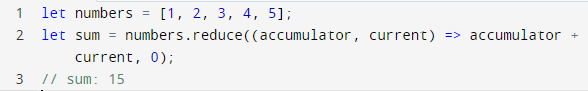 1 let numbers = [1, 2, 3, 4, 5];
2 let sum = numbers.reduce((accumulator, current) => accumulator +
current, 0);
3 // sum: 15